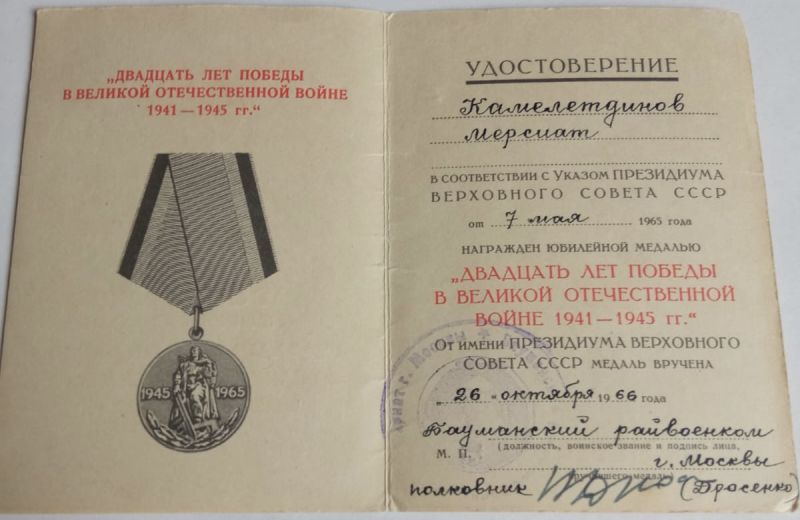 „ДВАДЦАТЬ ЛЕТ ПОБЕДЫ
В ВЕЛИКОЙ ОТЕЧЕСТВЕННОЙ ВОЙНЕ
1941—1945 гг.“
1945 1965
УДОСТОВЕРЕНИЕ
Камелетдинов
Мерсиат
В СООТВЕТСТВИИ С УКАЗОМ ПРЕЗИДИУМА
ВЕРХОВНОГО СОВЕТА СССР
от 7 мая 1965 года
НАГРАЖДЕН ЮБИЛЕЙНОЙ МЕДАЛЬЮ
„ДВАДЦАТЬ ЛЕТ ПОБЕДЫ
В ВЕЛИКОЙ ОТЕЧЕСТВЕННОЙ
ВОЙНЕ 1941—1945 гг.“
ОТ ИМЕНИ ПРЕЗИДИУМА ВЕРХОВНОГО
СОВЕТА СССР МЕДАЛЬ ВРУЧЕНА
„26 октября 1966 года
Бауманский райвоенком
М. П. (должность, воинское звание и подпись лица,
г. Москвы
полковник (Бросенко)
г. Москвы